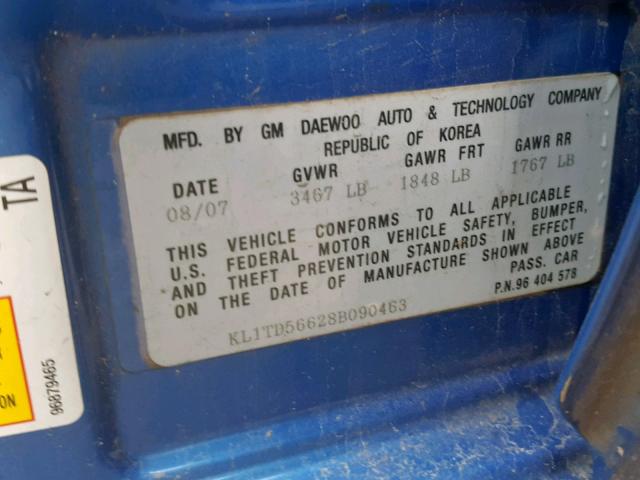 MFD. BY GM DAEWOO AUTO & TECHNOLOGY COMPANY
REPUBLIC OF KOREA
DATE GVWR GAWR FRT GAWR RR
08/07 3467 LB 1848 LB 1767 LB
THIS VEHICLE CONFORMS TO ALL APPLICABLE
U.S. FEDERAL MOTOR VEHICLE SAFETY, BUMPER,
AND THEFT PREVENTION STANDARDS IN EFFECT
ON THE DATE OF MANUFACTURE SHOWN ABOVE
PASS. CAR
P.N.96 404 578
KL1TD56628B090463
TA
ON
96879465